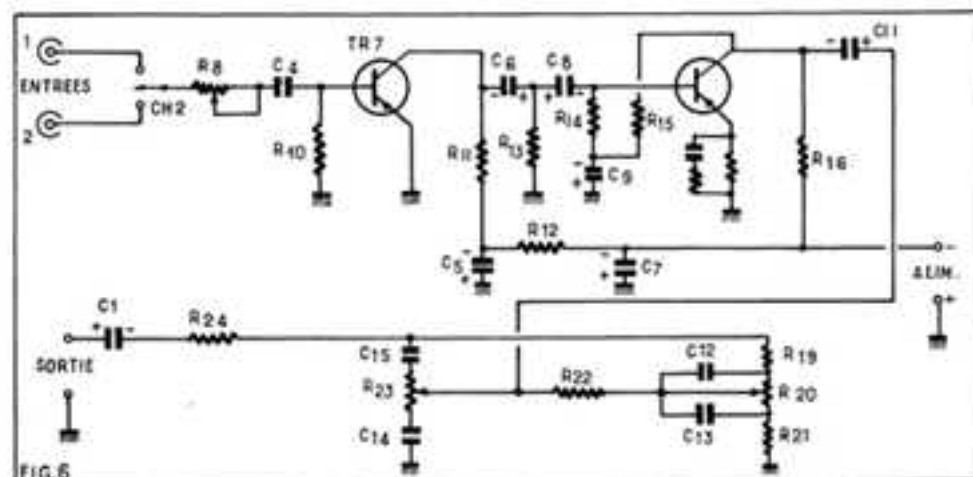 1
ENTREES
2
CH2
R8
C4
R10
TR7
C6
C8
R11
R13
R14
R15
C9
C11
R16
R12
C5
C7
-
ALIM.
+
C1
R24
SORTIE
C15
R23
C14
R22
C12
C13
R19
R20
R21
FIG.6